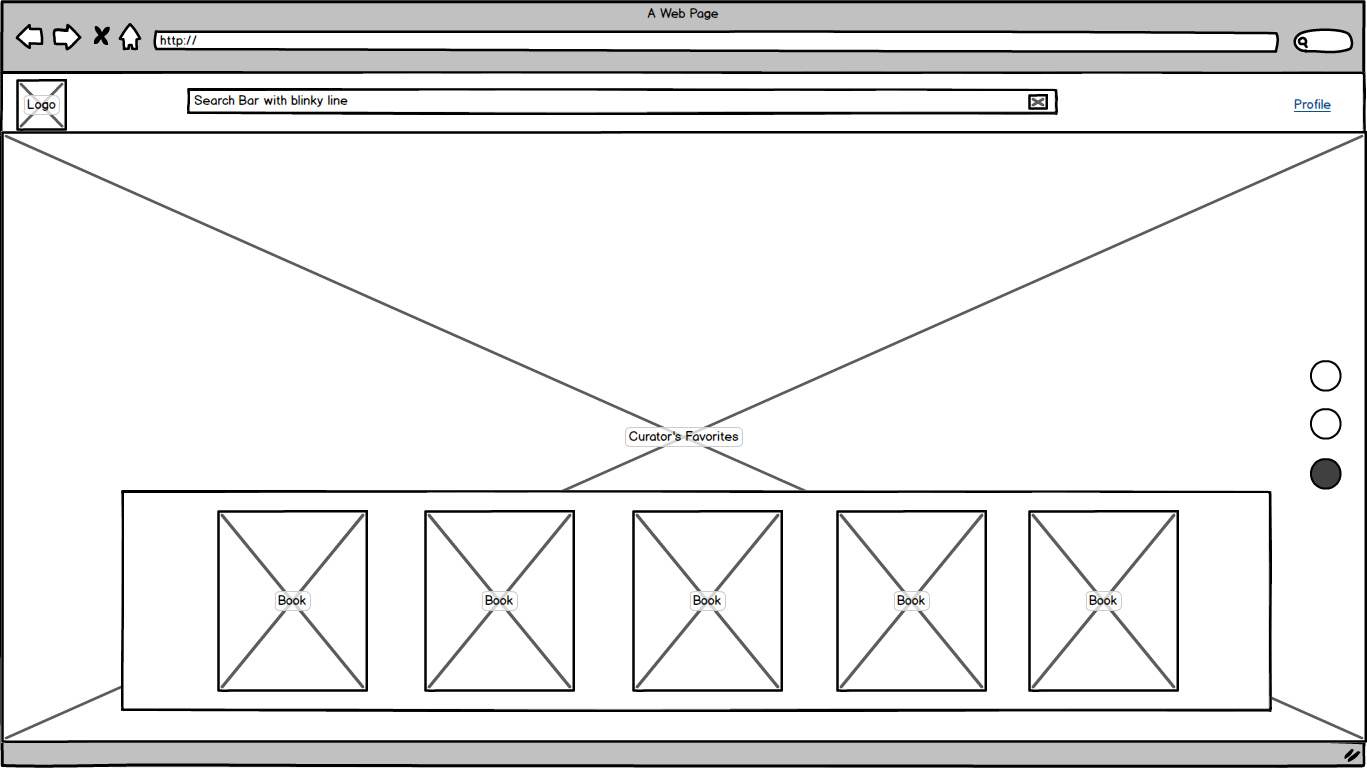 A Web Page
http://
Logo
Search Bar with blinky line
Profile
Curator's Favorites
Book
Book
Book
Book
Book